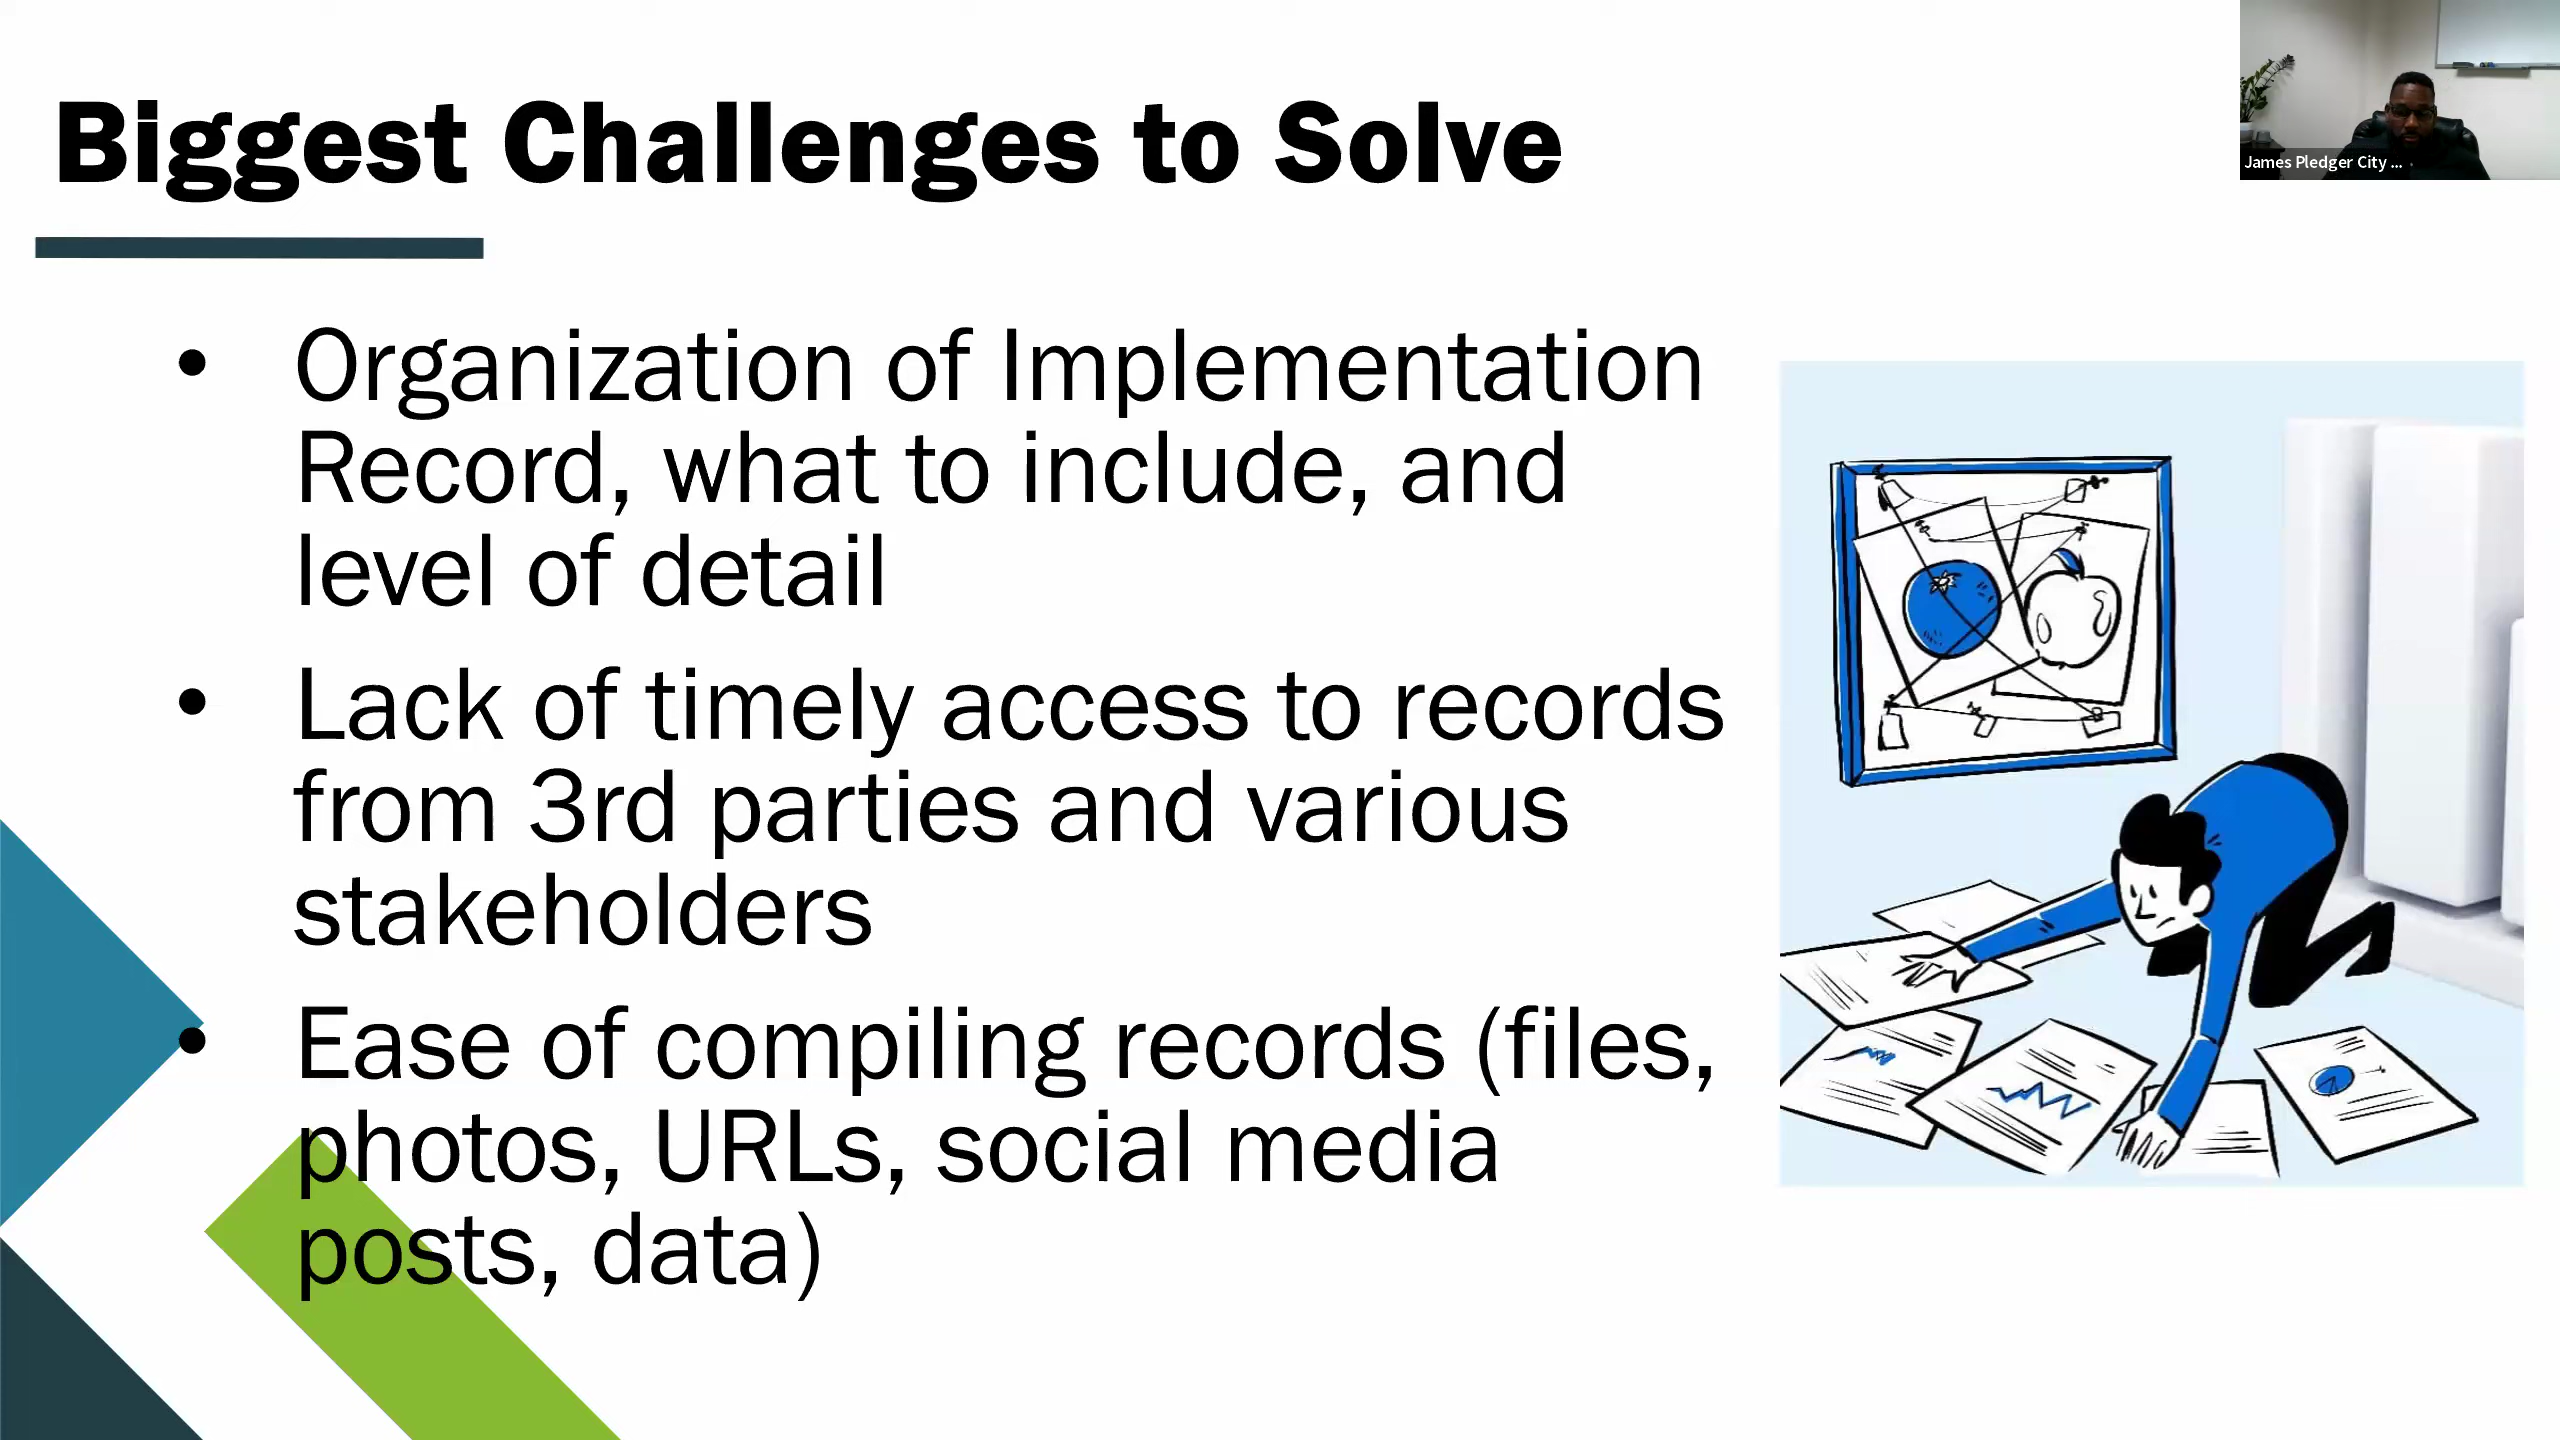 Biggest Challenges to Solve
James Pledger City ...
• Organization of Implementation
Record, what to include, and
level of detail
• Lack of timely access to records
from 3rd parties and various
stakeholders
• Ease of compiling records (files,
photos, URLs, social media
posts, data)